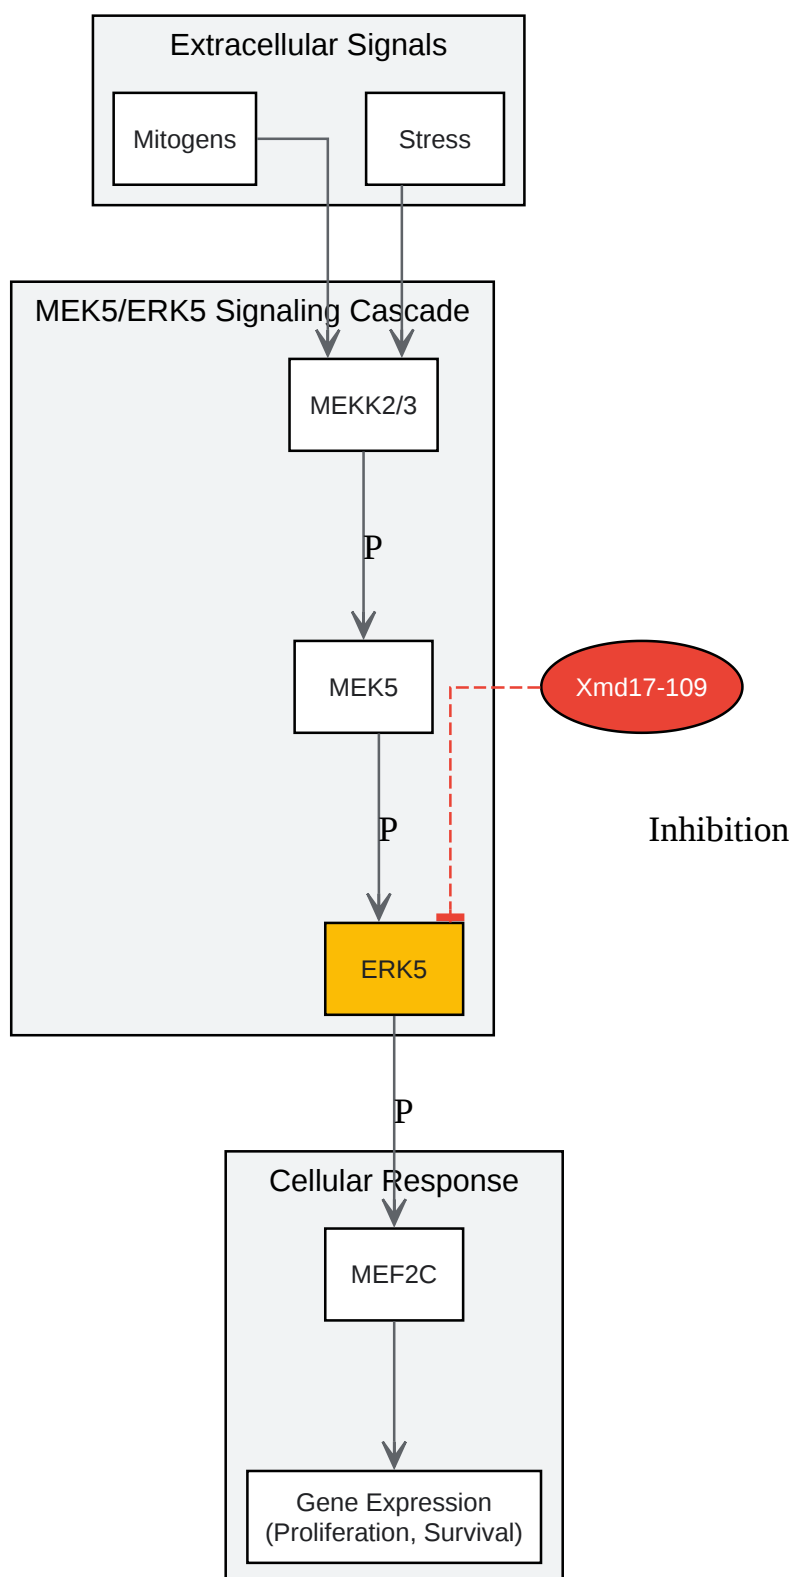 Extracellular Signals
Mitogens
Stress
MEK5/ERK5 Signaling Cascade
MEKK2/3
P
MEK5
Xmd17-109
P
Inhibition
ERK5
P
Cellular Response
MEF2C
Gene Expression
(Proliferation, Survival)